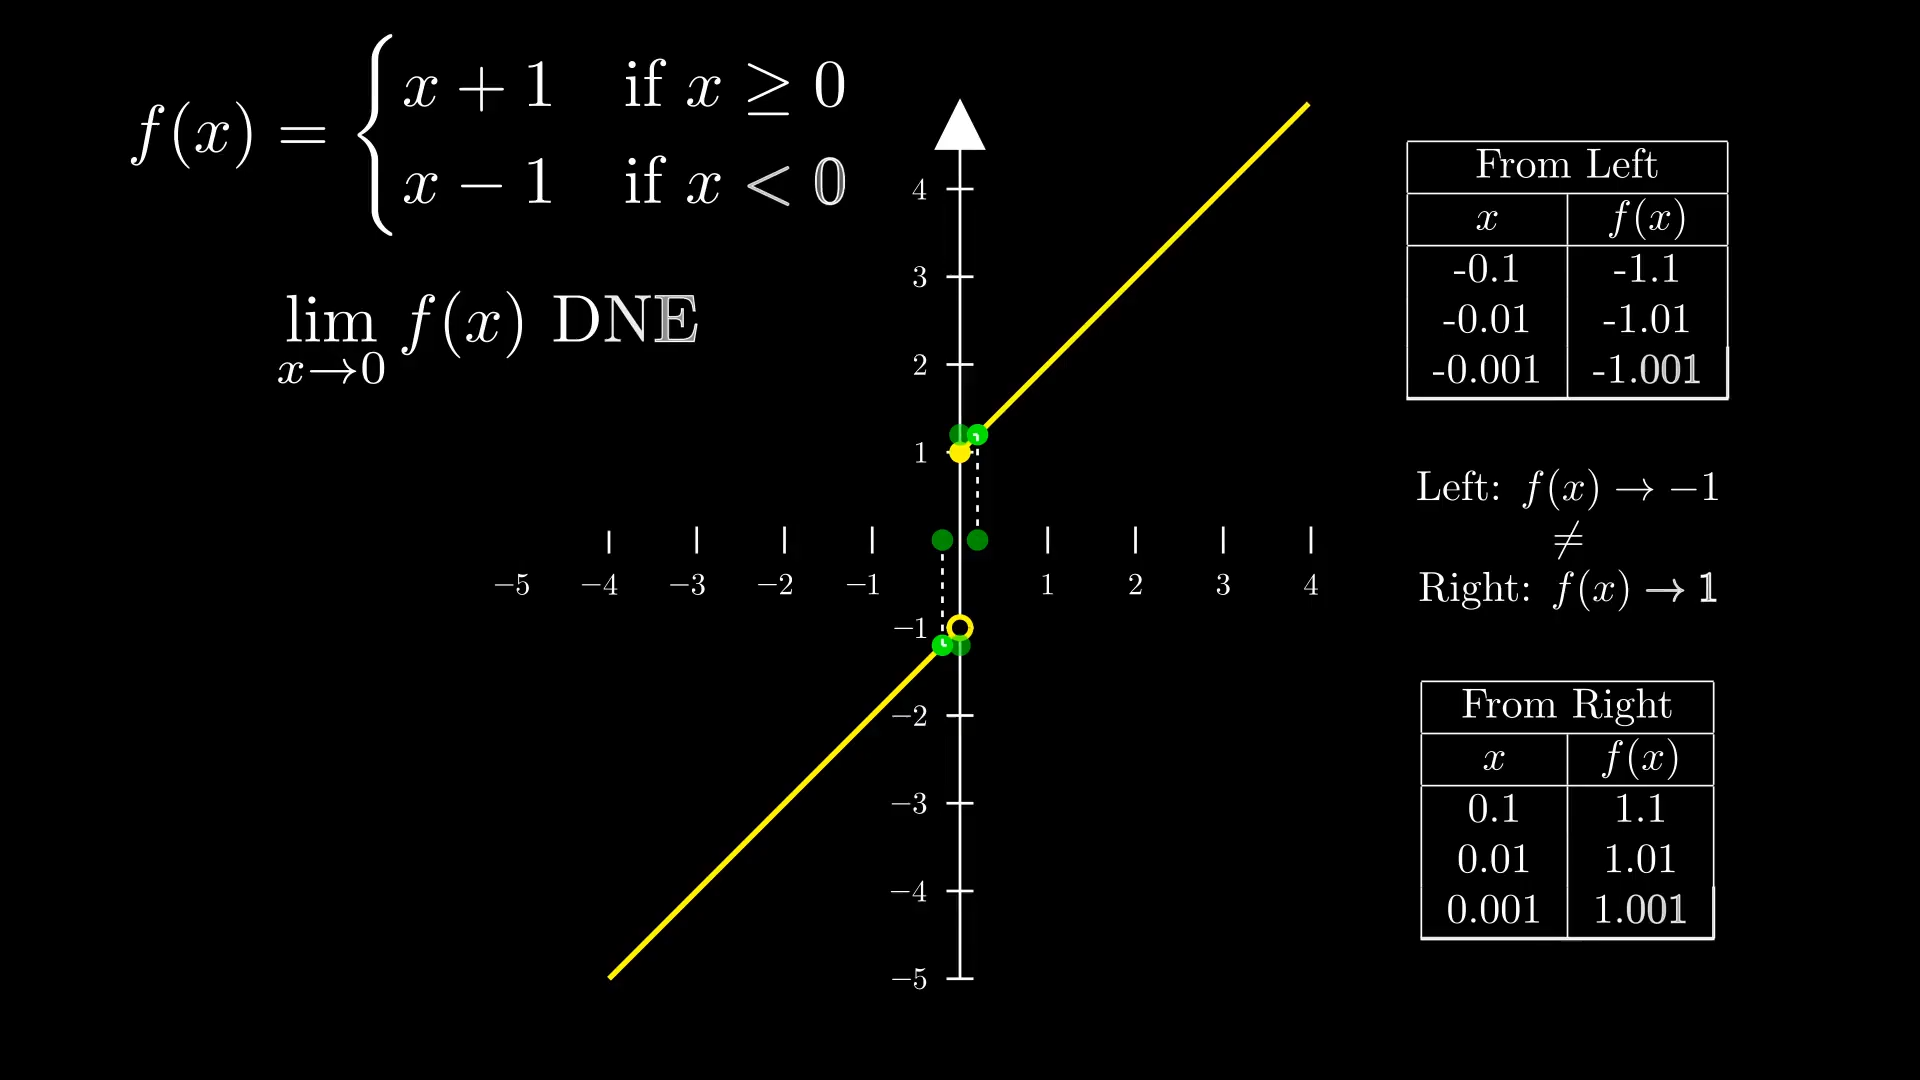 f(x) = { x + 1 if x ≥ 0
x − 1 if x < 0
lim x→0 f(x) DNE
4
3
2
1
−5 −4 −3 −2 −1 1 2 3 4
−1
−2
−3
−4
−5
From Left
x f(x)
-0.1 -1.1
-0.01 -1.01
-0.001 -1.001
Left: f(x) → −1
≠
Right: f(x) → 1
From Right
x f(x)
0.1 1.1
0.01 1.01
0.001 1.001